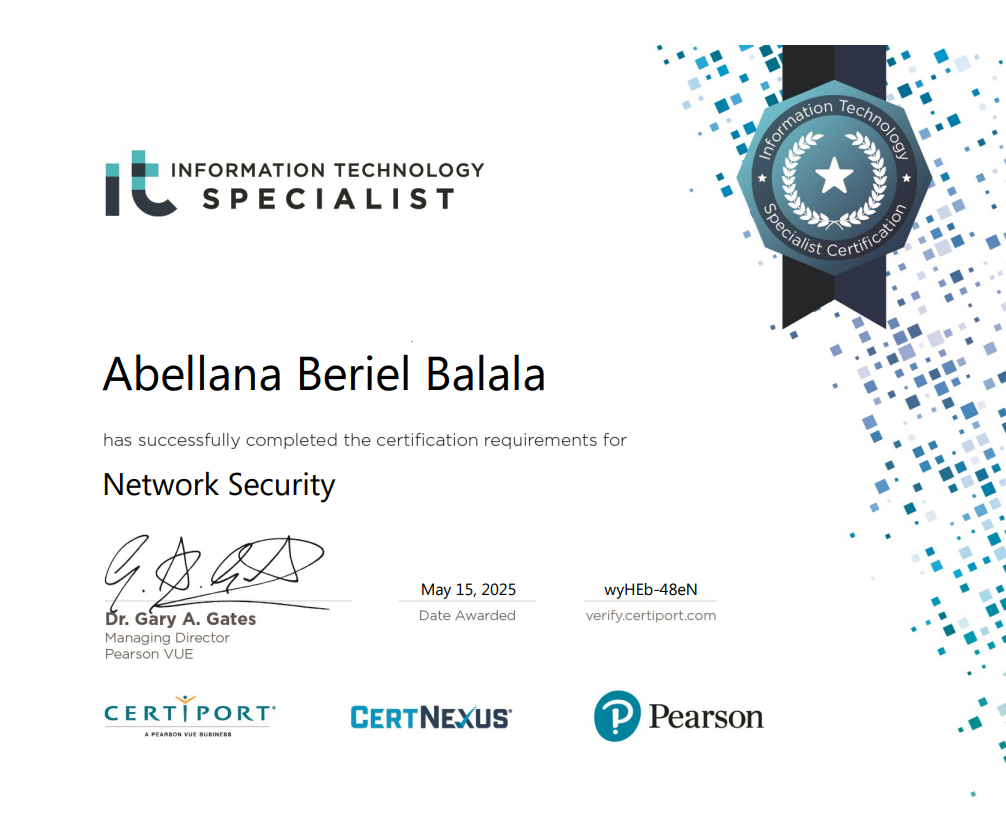 it INFORMATION TECHNOLOGY
SPECIALIST
Information Technology
Specialist Certification
Abellana Beriel Balala
has successfully completed the certification requirements for
Network Security
May 15, 2025
wyHEb-48eN
Dr. Gary A. Gates
Date Awarded
verify.certiport.com
Managing Director
Pearson VUE
CERTIPORT®
A PEARSON VUE BUSINESS
CERTNEXUS®
P Pearson